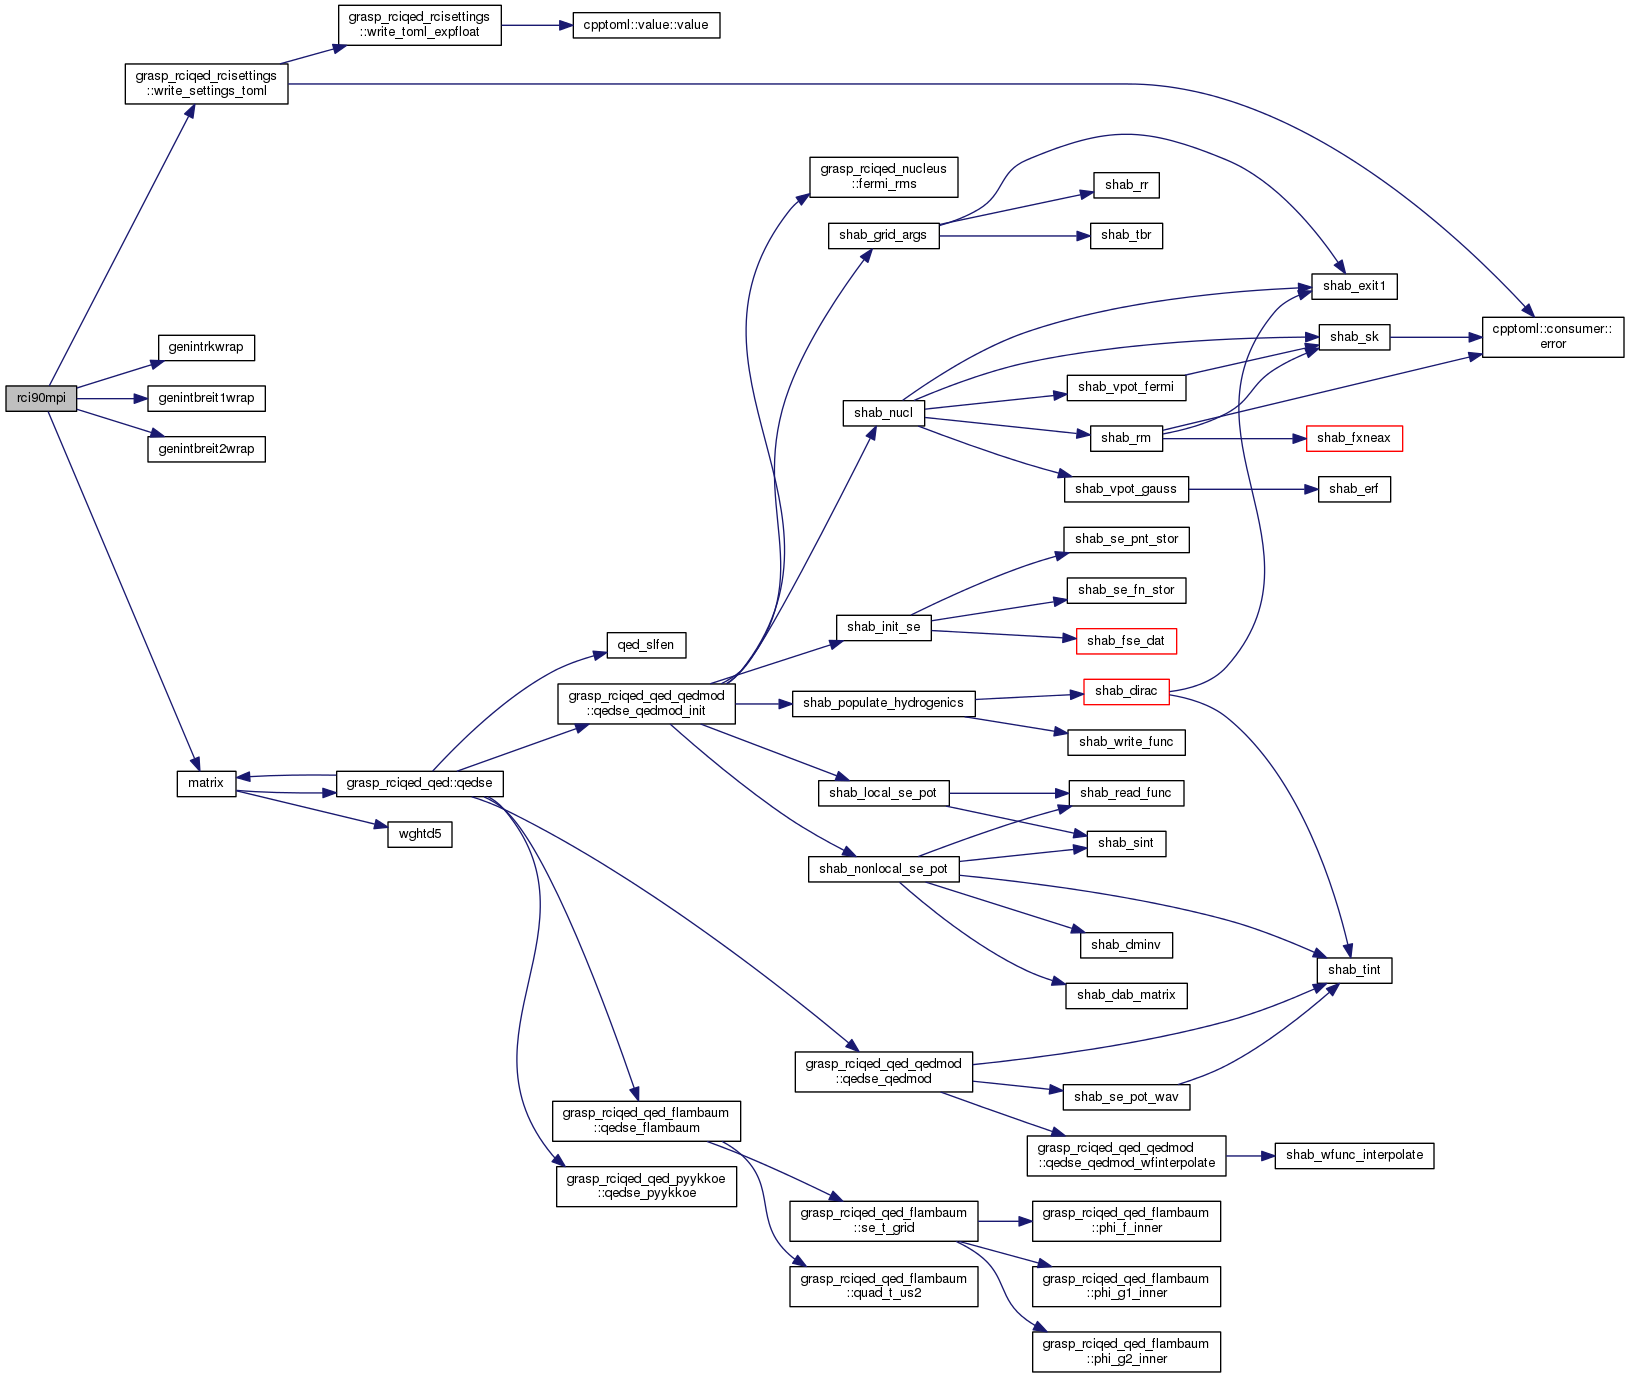 grasp_rciqed_rcisettings
::write_toml_expfloat
cpptoml::value::value
grasp_rciqed_rcisettings
::write_settings_toml
grasp_rciqed_nucleus
::fermi_rms
shab_rr
shab_grid_args
shab_tbr
shab_exit1
cpptoml::consumer::
error
shab_sk
genintrkwrap
rci90mpi
genintbreit1wrap
genintbreit2wrap
shab_vpot_fermi
shab_nucl
shab_rm
shab_fxneax
shab_vpot_gauss
shab_erf
shab_se_pnt_stor
shab_se_fn_stor
shab_init_se
shab_fse_dat
qed_slfen
grasp_rciqed_qed_qedmod
::qedse_qedmod_init
shab_populate_hydrogenics
shab_dirac
shab_write_func
matrix
grasp_rciqed_qed::qedse
shab_local_se_pot
shab_read_func
wghtd5
shab_sint
shab_nonlocal_se_pot
shab_dminv
shab_tint
shab_dab_matrix
grasp_rciqed_qed_qedmod
::qedse_qedmod
shab_se_pot_wav
grasp_rciqed_qed_flambaum
::qedse_flambaum
grasp_rciqed_qed_qedmod
::qedse_qedmod_wfinterpolate
shab_wfunc_interpolate
grasp_rciqed_qed_pyykkoe
::qedse_pyykkoe
grasp_rciqed_qed_flambaum
::se_t_grid
grasp_rciqed_qed_flambaum
::phi_f_inner
grasp_rciqed_qed_flambaum
::quad_t_us2
grasp_rciqed_qed_flambaum
::phi_g1_inner
grasp_rciqed_qed_flambaum
::phi_g2_inner